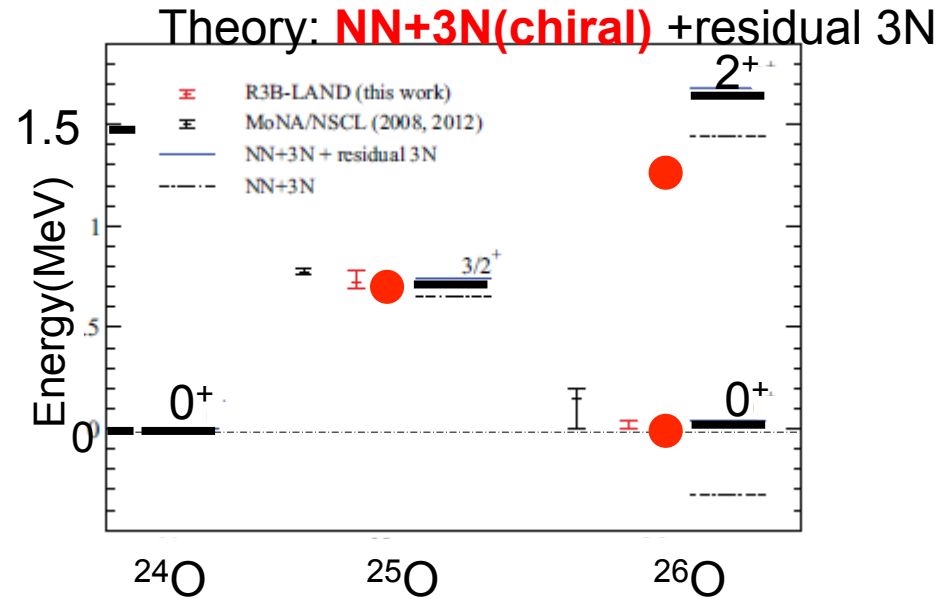 Theory: NN+3N(chiral) +residual 3N
R3B-LAND (this work)
MoNA/NSCL (2008, 2012)
NN+3N + residual 3N
NN+3N
Energy(MeV)
1.5
1
.5
0
0
0⁺
3/2⁺
2⁺ ⁺
0⁺
²⁴O
²⁵O
²⁶O